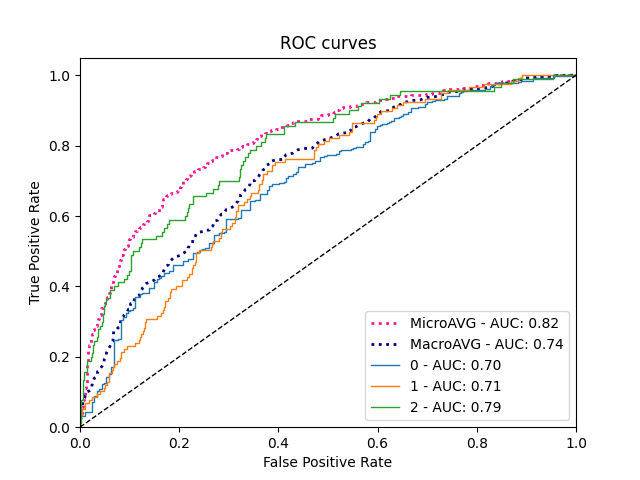 ROC curves
True Positive Rate
1.0
0.8
0.6
0.4
0.2
0.0
MicroAVG - AUC: 0.82
MacroAVG - AUC: 0.74
0 - AUC: 0.70
1 - AUC: 0.71
2 - AUC: 0.79
0.0 0.2 0.4 0.6 0.8 1.0
False Positive Rate